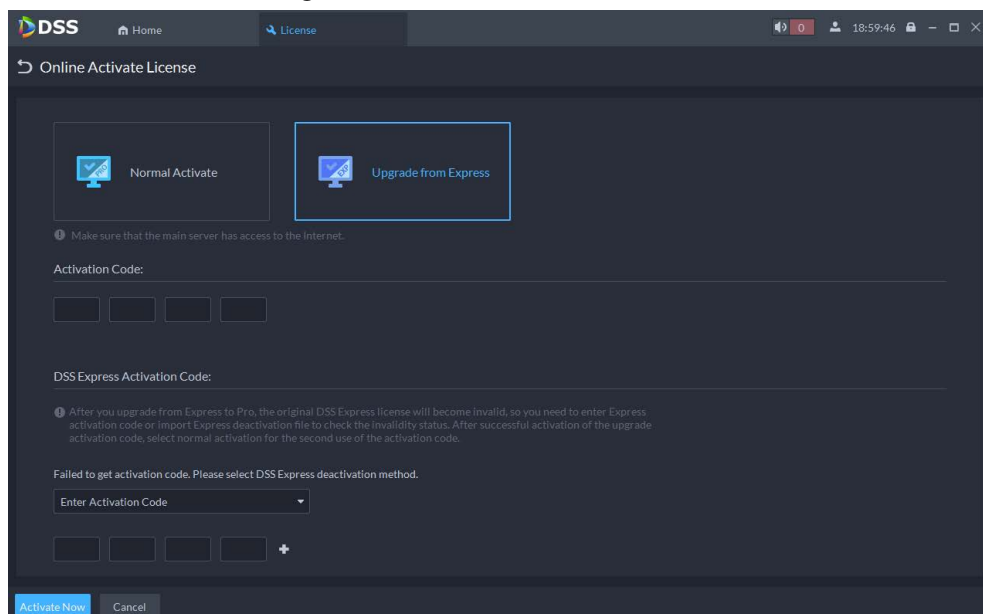 DSS Home License 0 18:59:46
Online Activate License
Normal Activate Upgrade from Express
Make sure that the main server has access to the internet.
Activation Code:
DSS Express Activation Code:
After you upgrade from Express to Pro, the original DSS Express license will become invalid, so you need to enter Express
activation code or import Express deactivation file to check the invalidity status. After successful activation of the upgrade
activation code, select normal activation for the second use of the activation code.
Failed to get activation code. Please select DSS Express deactivation method.
Enter Activation Code
Activate Now Cancel